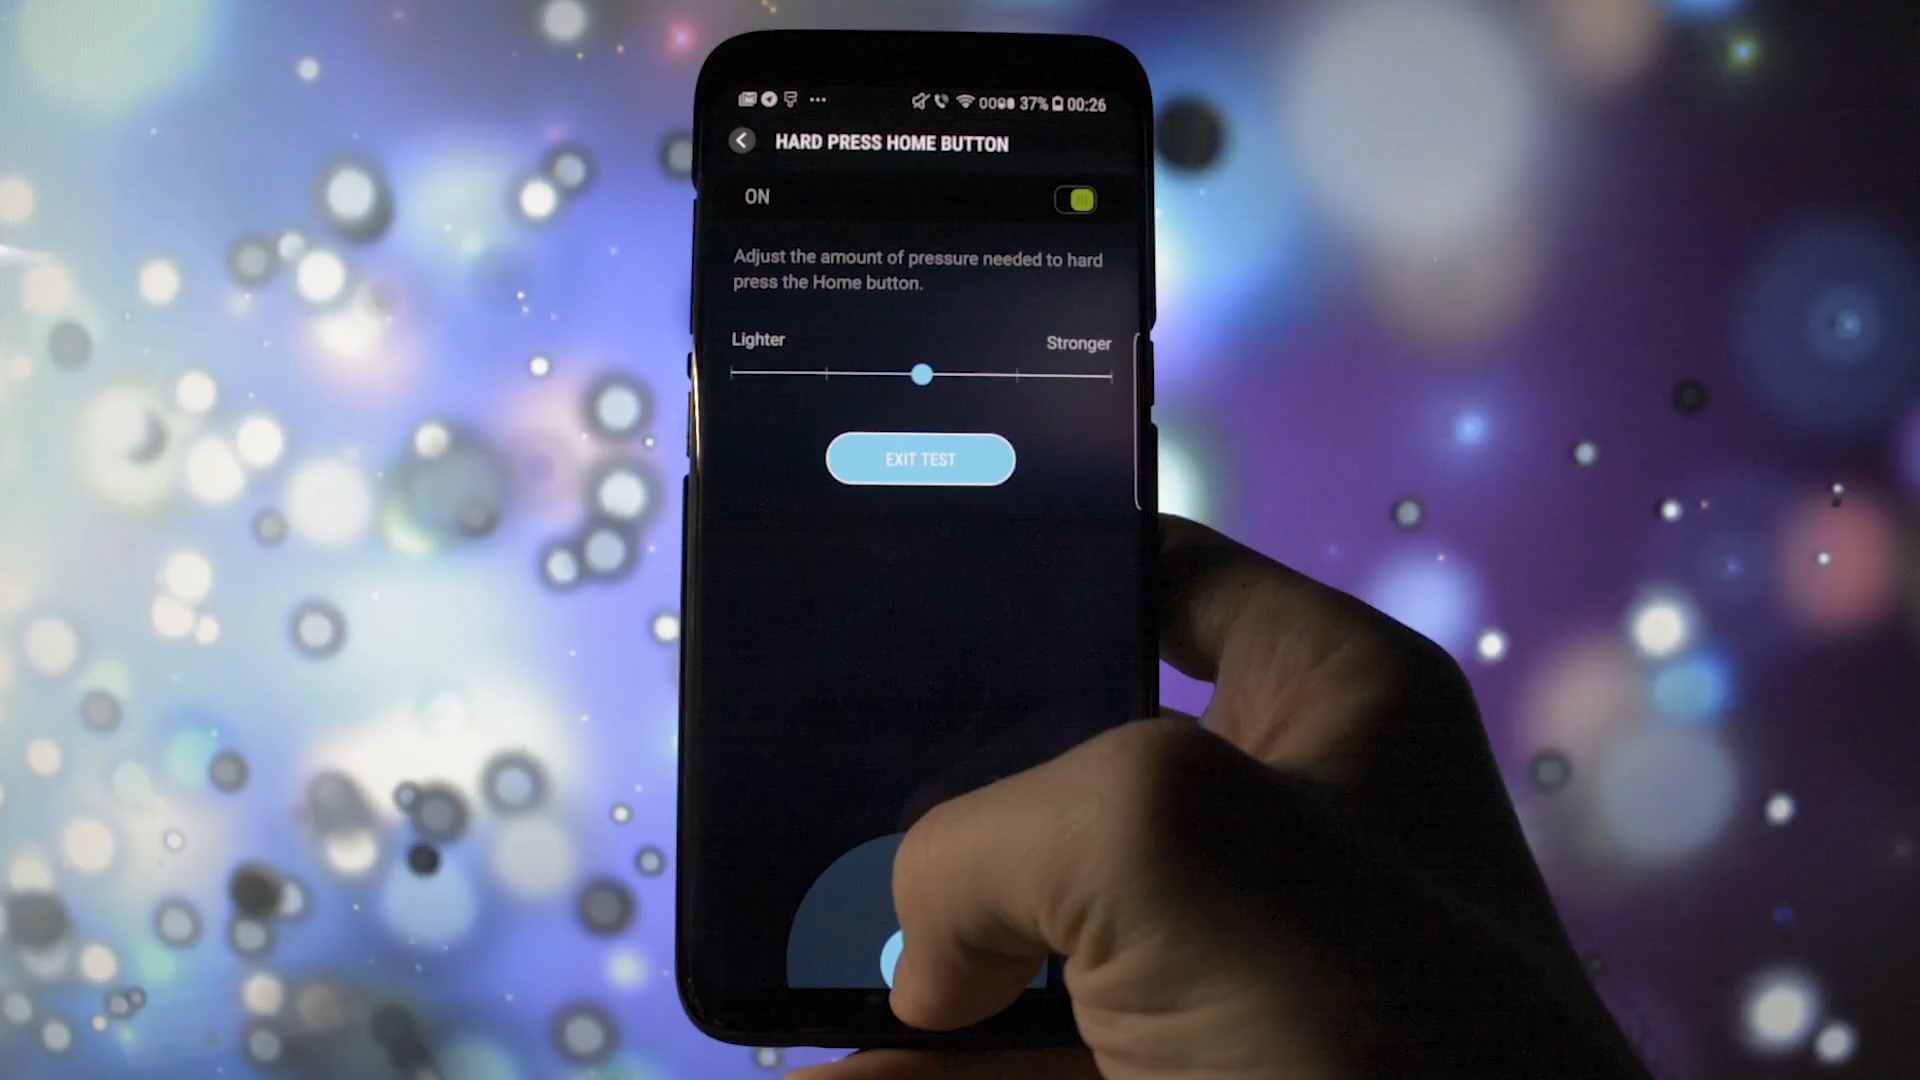 37% 00:26
HARD PRESS HOME BUTTON
ON
Adjust the amount of pressure needed to hard
press the Home button.
Lighter Stronger
EXIT TEST